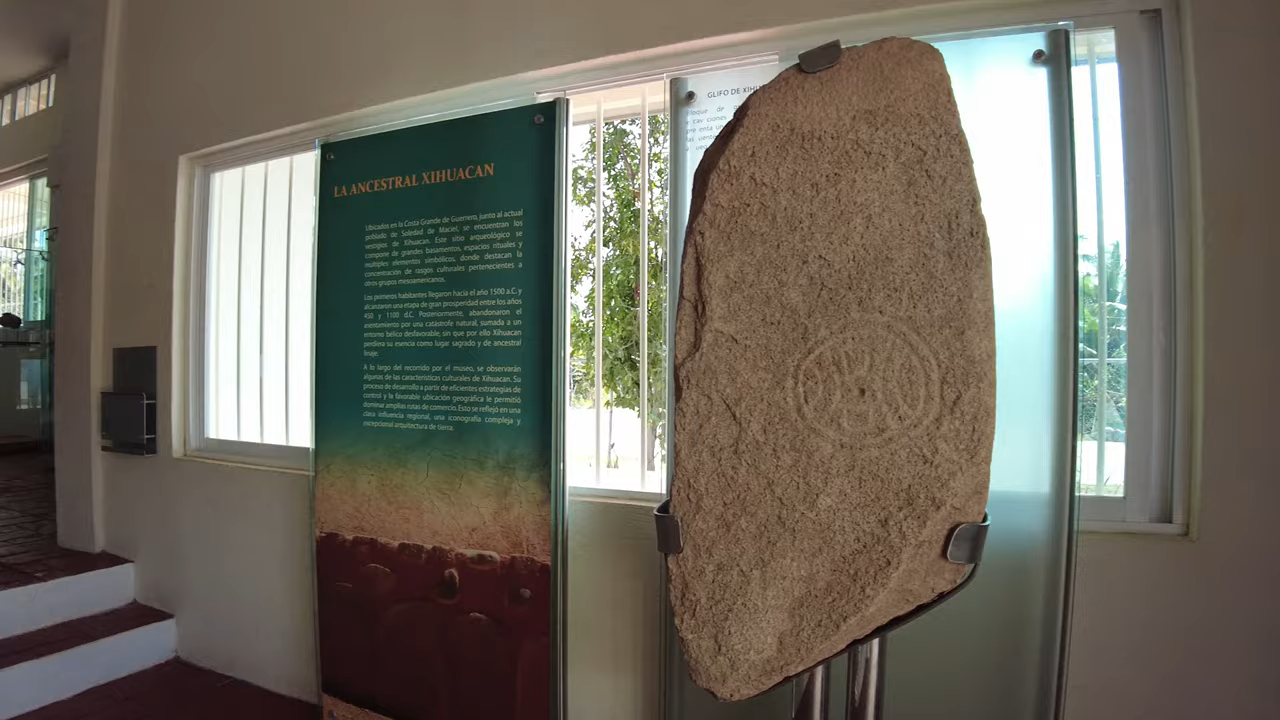 LA ANCESTRAL XIHUACAN
Ubicados en la Costa Grande de Guerrero, junto al actual
poblado de Soledad de Maciel, se encuentran los
vestigios de Xihuacan. Este sitio arqueológico se
compone de grandes basamentos, espacios rituales y
múltiples elementos simbólicos, donde destacan la
concentración de rasgos culturales pertenecientes a
otros grupos mesoamericanos.
Los primeros habitantes llegaron hacia el año 1500 a.C. y
alcanzaron una etapa de gran prosperidad entre los años
450 y 1100 d.C. Posteriormente, abandonaron el
asentamiento por una catástrofe natural, sumada a un
entorno bélico desfavorable, sin que por ello Xihuacan
perdiera su esencia como lugar sagrado y de ancestral
linaje.
A lo largo del recorrido por el museo, se observarán
algunas de las características culturales de Xihuacan. Su
proceso de desarrollo a partir de eficientes estrategias de
control y la favorable ubicación geográfica le permitió
dominar amplias rutas de comercio. Esto se reflejó en una
clara influencia regional, una iconografía compleja y
excepcional arquitectura de tierra.
GLIFO DE XIHU